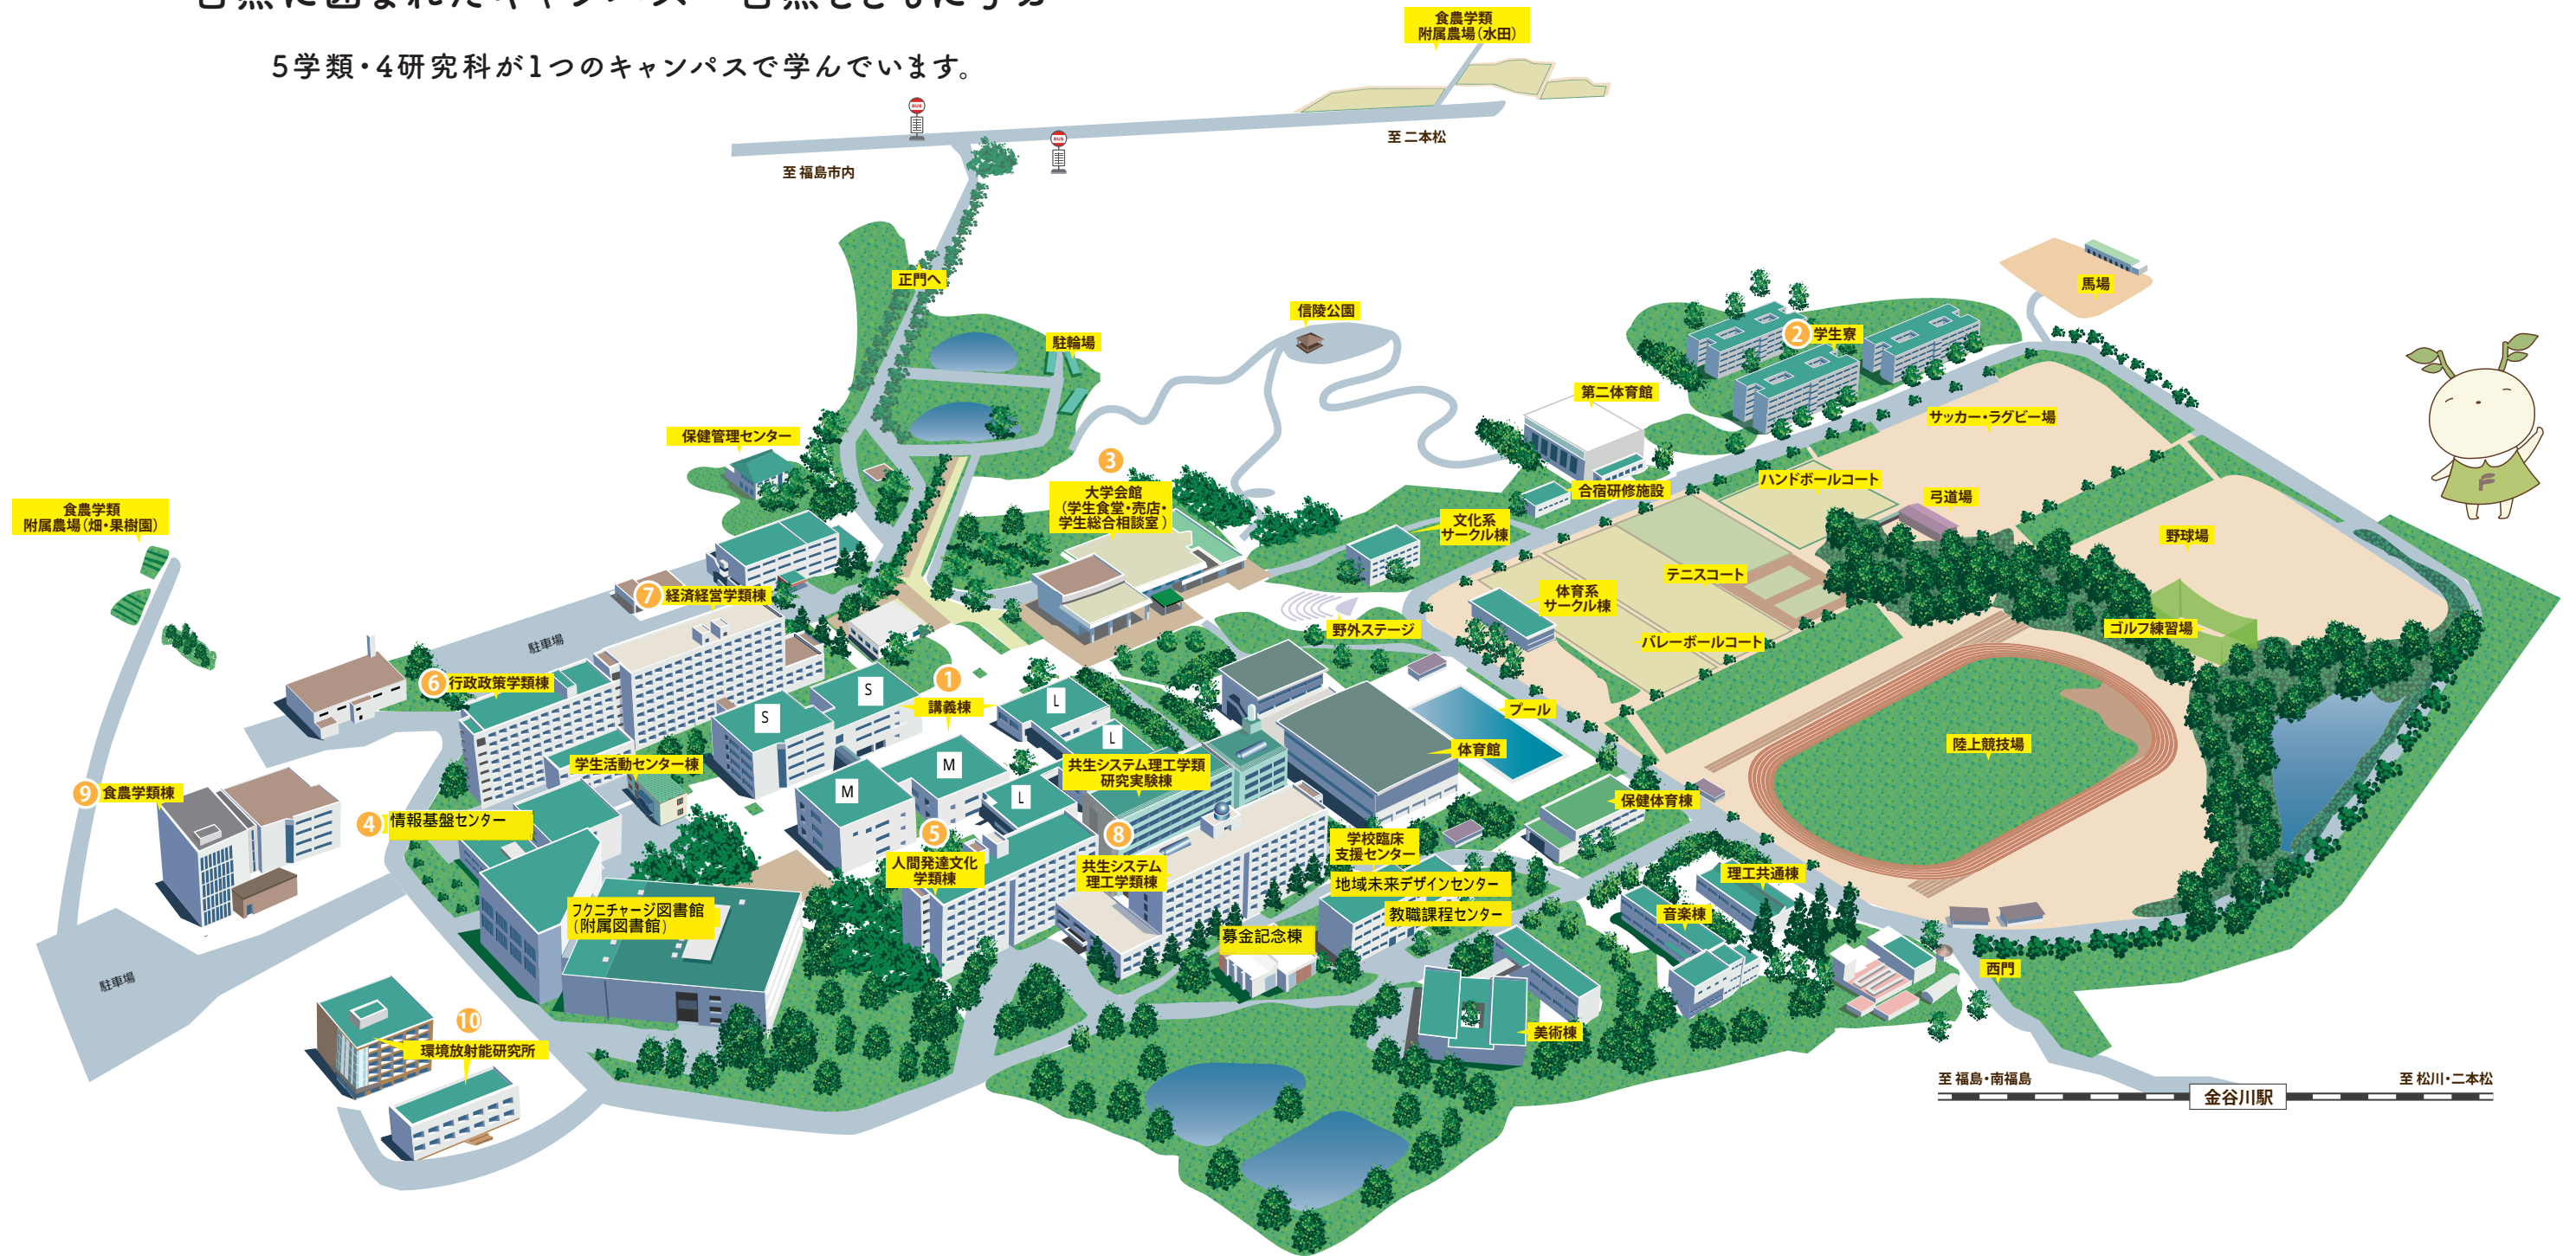 5学類・4研究科が1つのキャンパスで学んでいます。
食農学類
附属農場(水田)
BUS
BUS
至 二本松
至 福島市内
正門へ
馬場
信陵公園
駐輪場
2 学生寮
第二体育館
サッカー・ラグビー場
保健管理センター
3
大学会館
(学生食堂・売店・
学生総合相談室)
合宿研修施設
ハンドボールコート
弓道場
食農学類
附属農場(畑・果樹園)
文化系
サークル棟
野球場
テニスコート
7 経済経営学類棟
体育系
サークル棟
野外ステージ
ゴルフ練習場
バレーボールコート
駐車場
6 行政政策学類棟
1
講義棟
S
S
L
L
M
M
L
プール
体育館
陸上競技場
学生活動センター棟
共生システム理工学類
研究実験棟
9 食農学類棟
保健体育棟
4 情報基盤センター
5
人間発達文化
学類棟
8
共生システム
理工学類棟
学校臨床
支援センター
地域未来デザインセンター
教職課程センター
理工共通棟
音楽棟
フクニチャージ図書館
(附属図書館)
募金記念棟
西門
駐車場
10
環境放射能研究所
美術棟
至 福島・南福島
至 松川・二本松
金谷川駅
F